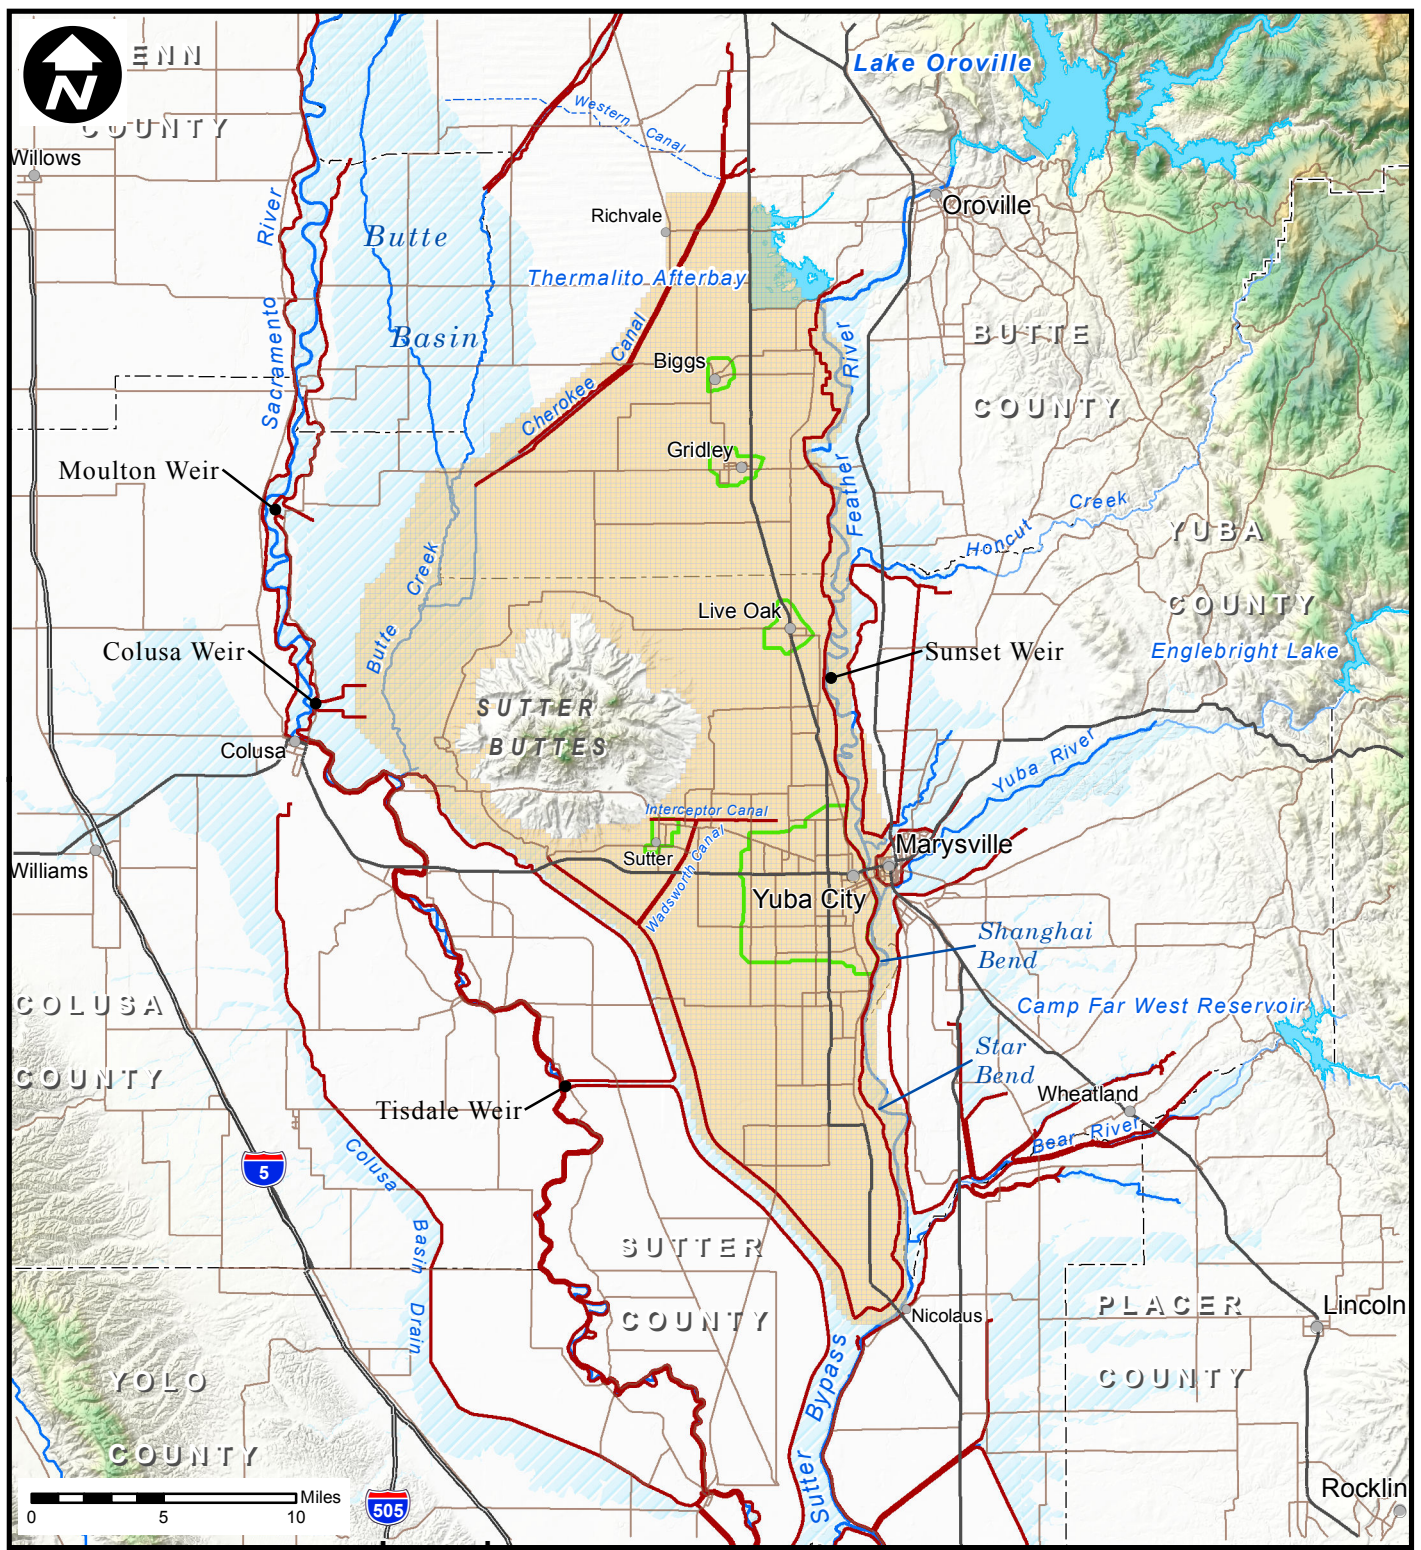 N
ENN
COUNTY
Lake Oroville
Western Canal
Willows
Oroville
Richvale
River
Butte
Thermalito Afterbay
Basin
Sacramento
Canal
Cherokee
River
BUTTE
COUNTY
Biggs
Gridley
Moulton Weir
Feather
Honcut
Creek
YUBA
COUNTY
Creek
Butte
Live Oak
Colusa Weir
Sunset Weir
Englebright Lake
SUTTER
BUTTES
Colusa
Yuba River
Interceptor Canal
Wadsworth Canal
Sutter
Marysville
Williams
Yuba City
Shanghai
Bend
COLUSA
COUNTY
Camp Far West Reservoir
Star
Bend
Wheatland
Tisdale Weir
Bear River
5
Colusa
Basin
Drain
SUTTER
COUNTY
PLACER
COUNTY
Nicolaus
Lincoln
YOLO
COUNTY
Bypass
Sutter
Rocklin
Miles
0
5
10
505